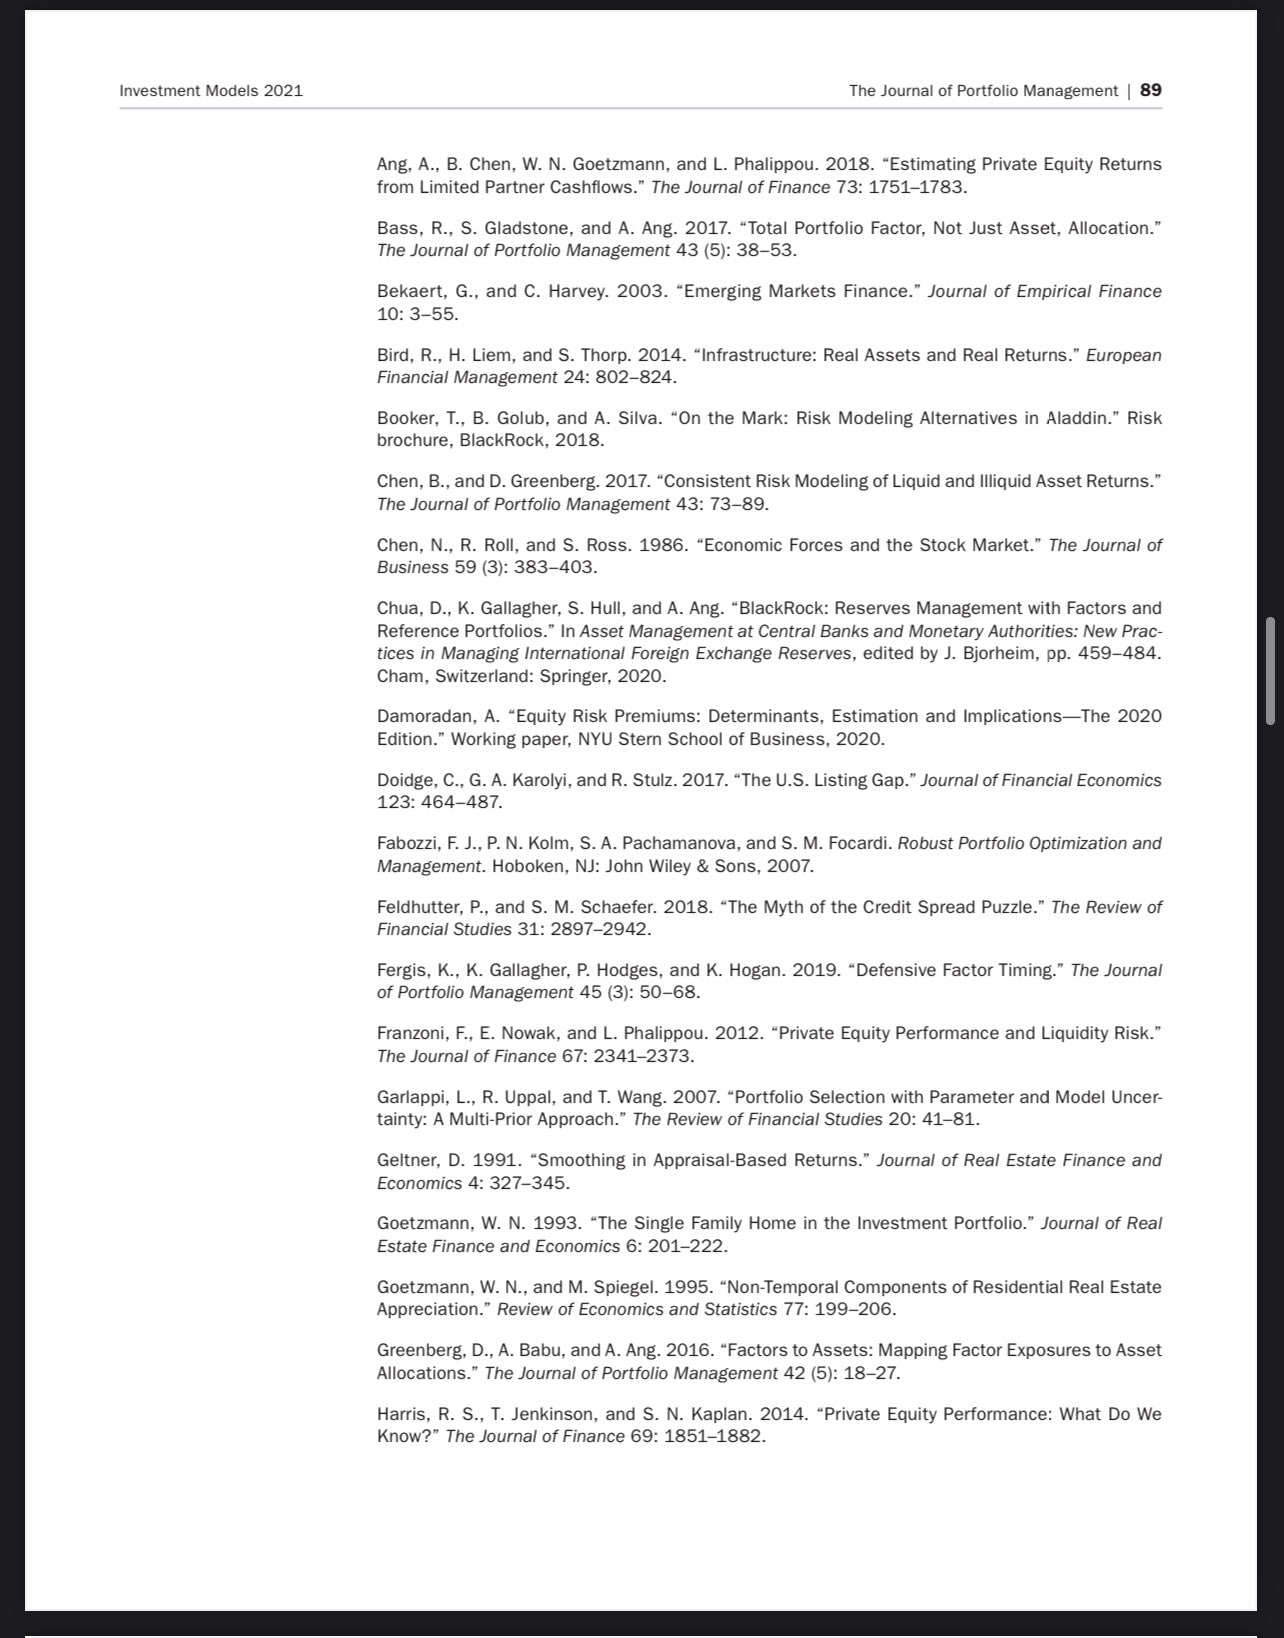 Investment Models 2021
The Journal of Portfolio Management | 89
Ang, A., B. Chen, W. N. Goetzmann, and L. Phalippou. 2018. “Estimating Private Equity Returns
from Limited Partner Cashflows.” The Journal of Finance 73: 1751–1783.
Bass, R., S. Gladstone, and A. Ang. 2017. “Total Portfolio Factor, Not Just Asset, Allocation.”
The Journal of Portfolio Management 43 (5): 38–53.
Bekaert, G., and C. Harvey. 2003. “Emerging Markets Finance.” Journal of Empirical Finance
10: 3–55.
Bird, R., H. Liem, and S. Thorp. 2014. “Infrastructure: Real Assets and Real Returns.” European
Financial Management 24: 802–824.
Booker, T., B. Golub, and A. Silva. “On the Mark: Risk Modeling Alternatives in Aladdin.” Risk
brochure, BlackRock, 2018.
Chen, B., and D. Greenberg. 2017. “Consistent Risk Modeling of Liquid and Illiquid Asset Returns.”
The Journal of Portfolio Management 43: 73–89.
Chen, N., R. Roll, and S. Ross. 1986. “Economic Forces and the Stock Market.” The Journal of
Business 59 (3): 383–403.
Chua, D., K. Gallagher, S. Hull, and A. Ang. “BlackRock: Reserves Management with Factors and
Reference Portfolios.” In Asset Management at Central Banks and Monetary Authorities: New Prac-
tices in Managing International Foreign Exchange Reserves, edited by J. Bjorheim, pp. 459–484.
Cham, Switzerland: Springer, 2020.
Damoradan, A. “Equity Risk Premiums: Determinants, Estimation and Implications—The 2020
Edition.” Working paper, NYU Stern School of Business, 2020.
Doidge, C., G. A. Karolyi, and R. Stulz. 2017. “The U.S. Listing Gap.” Journal of Financial Economics
123: 464–487.
Fabozzi, F. J., P. N. Kolm, S. A. Pachamanova, and S. M. Focardi. Robust Portfolio Optimization and
Management. Hoboken, NJ: John Wiley & Sons, 2007.
Feldhutter, P., and S. M. Schaefer. 2018. “The Myth of the Credit Spread Puzzle.” The Review of
Financial Studies 31: 2897–2942.
Fergis, K., K. Gallagher, P. Hodges, and K. Hogan. 2019. “Defensive Factor Timing.” The Journal
of Portfolio Management 45 (3): 50–68.
Franzoni, F., E. Nowak, and L. Phalippou. 2012. “Private Equity Performance and Liquidity Risk.”
The Journal of Finance 67: 2341–2373.
Garlappi, L., R. Uppal, and T. Wang. 2007. “Portfolio Selection with Parameter and Model Uncer-
tainty: A Multi-Prior Approach.” The Review of Financial Studies 20: 41–81.
Geltner, D. 1991. “Smoothing in Appraisal-Based Returns.” Journal of Real Estate Finance and
Economics 4: 327–345.
Goetzmann, W. N. 1993. “The Single Family Home in the Investment Portfolio.” Journal of Real
Estate Finance and Economics 6: 201–222.
Goetzmann, W. N., and M. Spiegel. 1995. “Non-Temporal Components of Residential Real Estate
Appreciation.” Review of Economics and Statistics 77: 199–206.
Greenberg, D., A. Babu, and A. Ang. 2016. “Factors to Assets: Mapping Factor Exposures to Asset
Allocations.” The Journal of Portfolio Management 42 (5): 18–27.
Harris, R. S., T. Jenkinson, and S. N. Kaplan. 2014. “Private Equity Performance: What Do We
Know?” The Journal of Finance 69: 1851–1882.